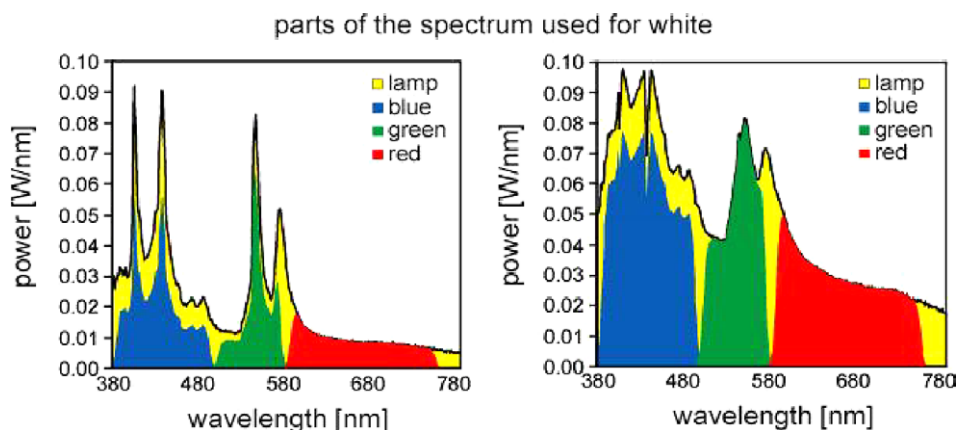 parts of the spectrum used for white
power [W/nm]
0.10
0.09
0.08
0.07
0.06
0.05
0.04
0.03
0.02
0.01
0.00
lamp
blue
green
red
380 480 580 680 780
wavelength [nm]
power [W/nm]
0.10
0.09
0.08
0.07
0.06
0.05
0.04
0.03
0.02
0.01
0.00
lamp
blue
green
red
380 480 580 680 780
wavelength [nm]